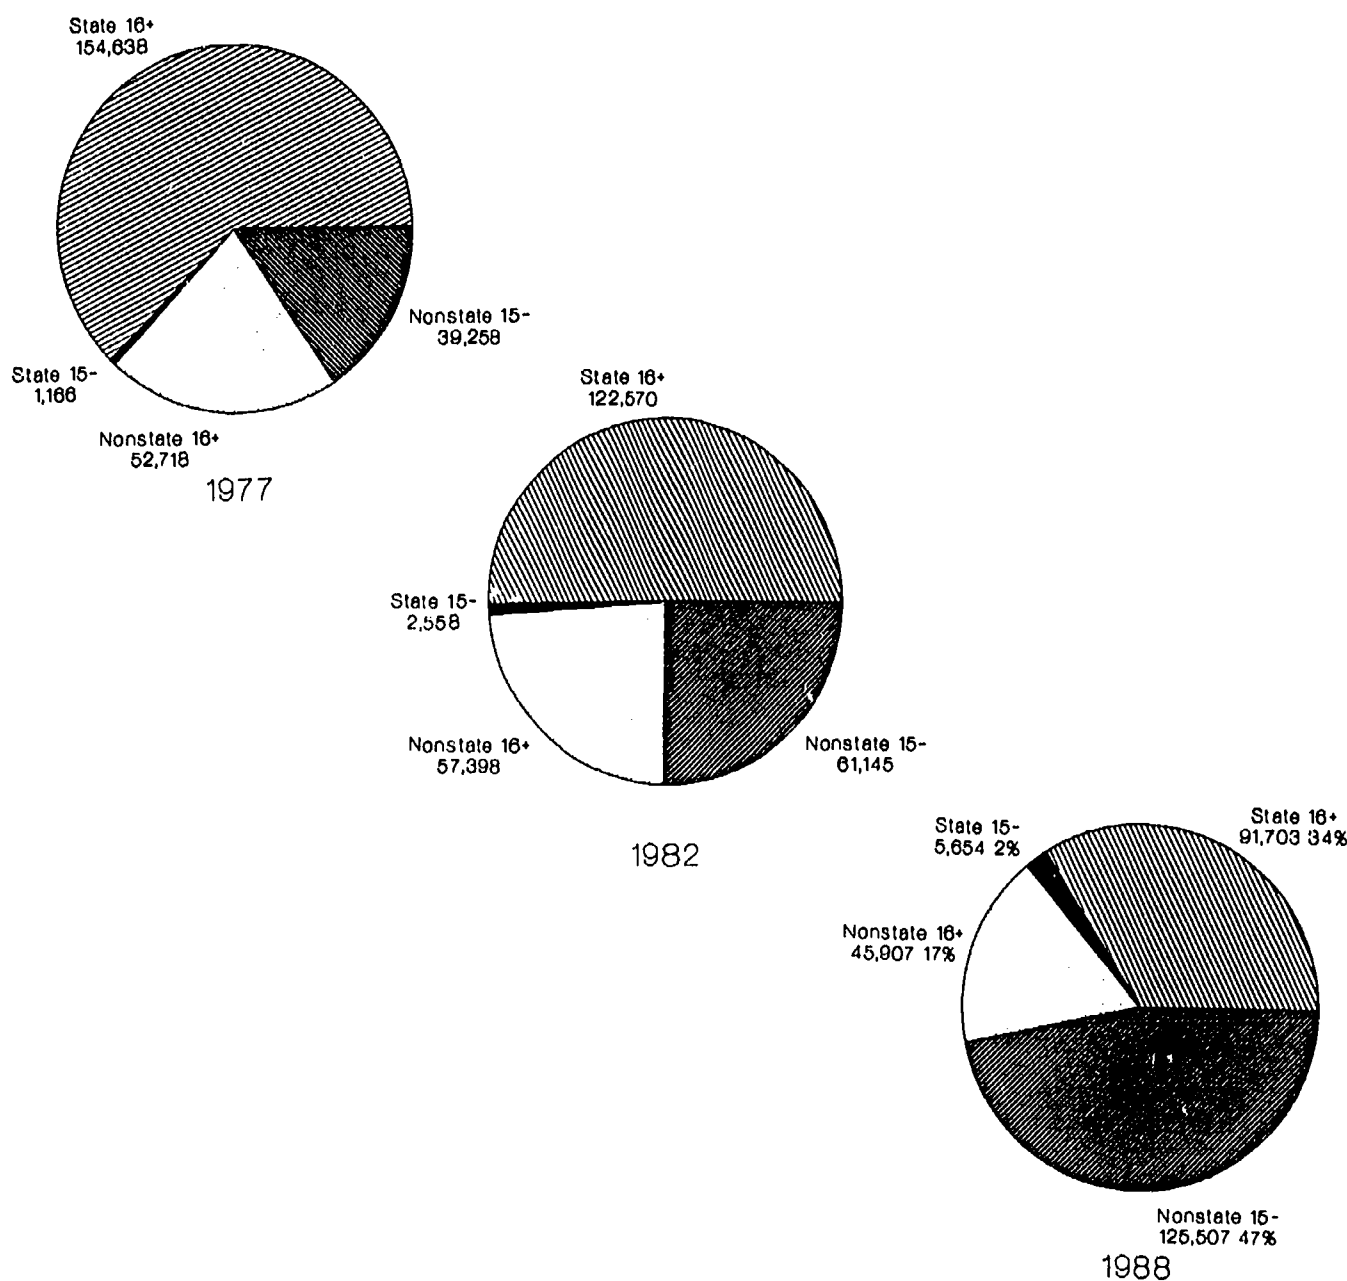 State 16+
154,638
Nonstate 15-
39,258
State 15-
1,166
Nonstate 16+
52,718
1977
State 16+
122,570
State 15-
2,558
Nonstate 16+
57,398
Nonstate 15-
61,145
1982
State 15-
5,654 2%
State 16+
91,703 34%
Nonstate 16+
45,907 17%
Nonstate 15-
125,507 47%
1988